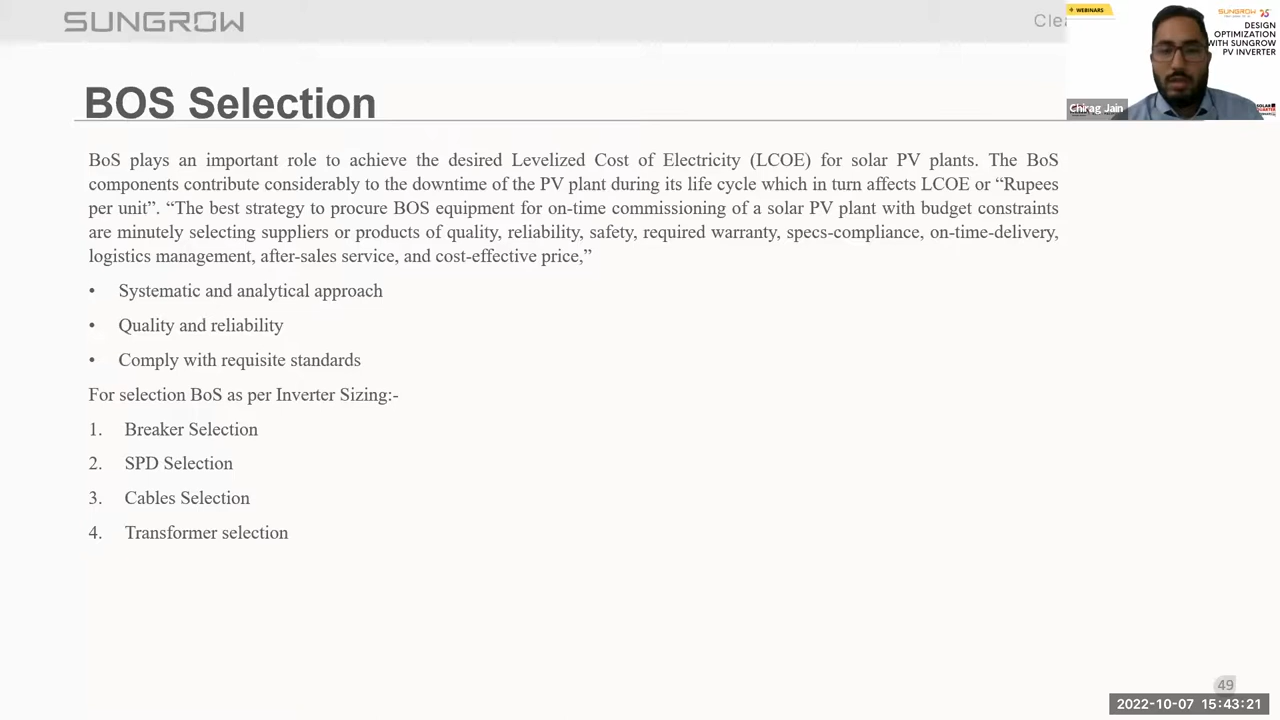 SUNGROW
Cle
WEBINARS
SUNGROW 25
DESIGN
OPTIMIZATION
WITH SUNGROW
PV INVERTER
Chirag Jain
BOS Selection
BoS plays an important role to achieve the desired Levelized Cost of Electricity (LCOE) for solar PV plants. The BoS
components contribute considerably to the downtime of the PV plant during its life cycle which in turn affects LCOE or “Rupees
per unit”. “The best strategy to procure BOS equipment for on-time commissioning of a solar PV plant with budget constraints
are minutely selecting suppliers or products of quality, reliability, safety, required warranty, specs-compliance, on-time-delivery,
logistics management, after-sales service, and cost-effective price,”
• Systematic and analytical approach
• Quality and reliability
• Comply with requisite standards
For selection BoS as per Inverter Sizing:-
1. Breaker Selection
2. SPD Selection
3. Cables Selection
4. Transformer selection
49
2022-10-07 15:43:21